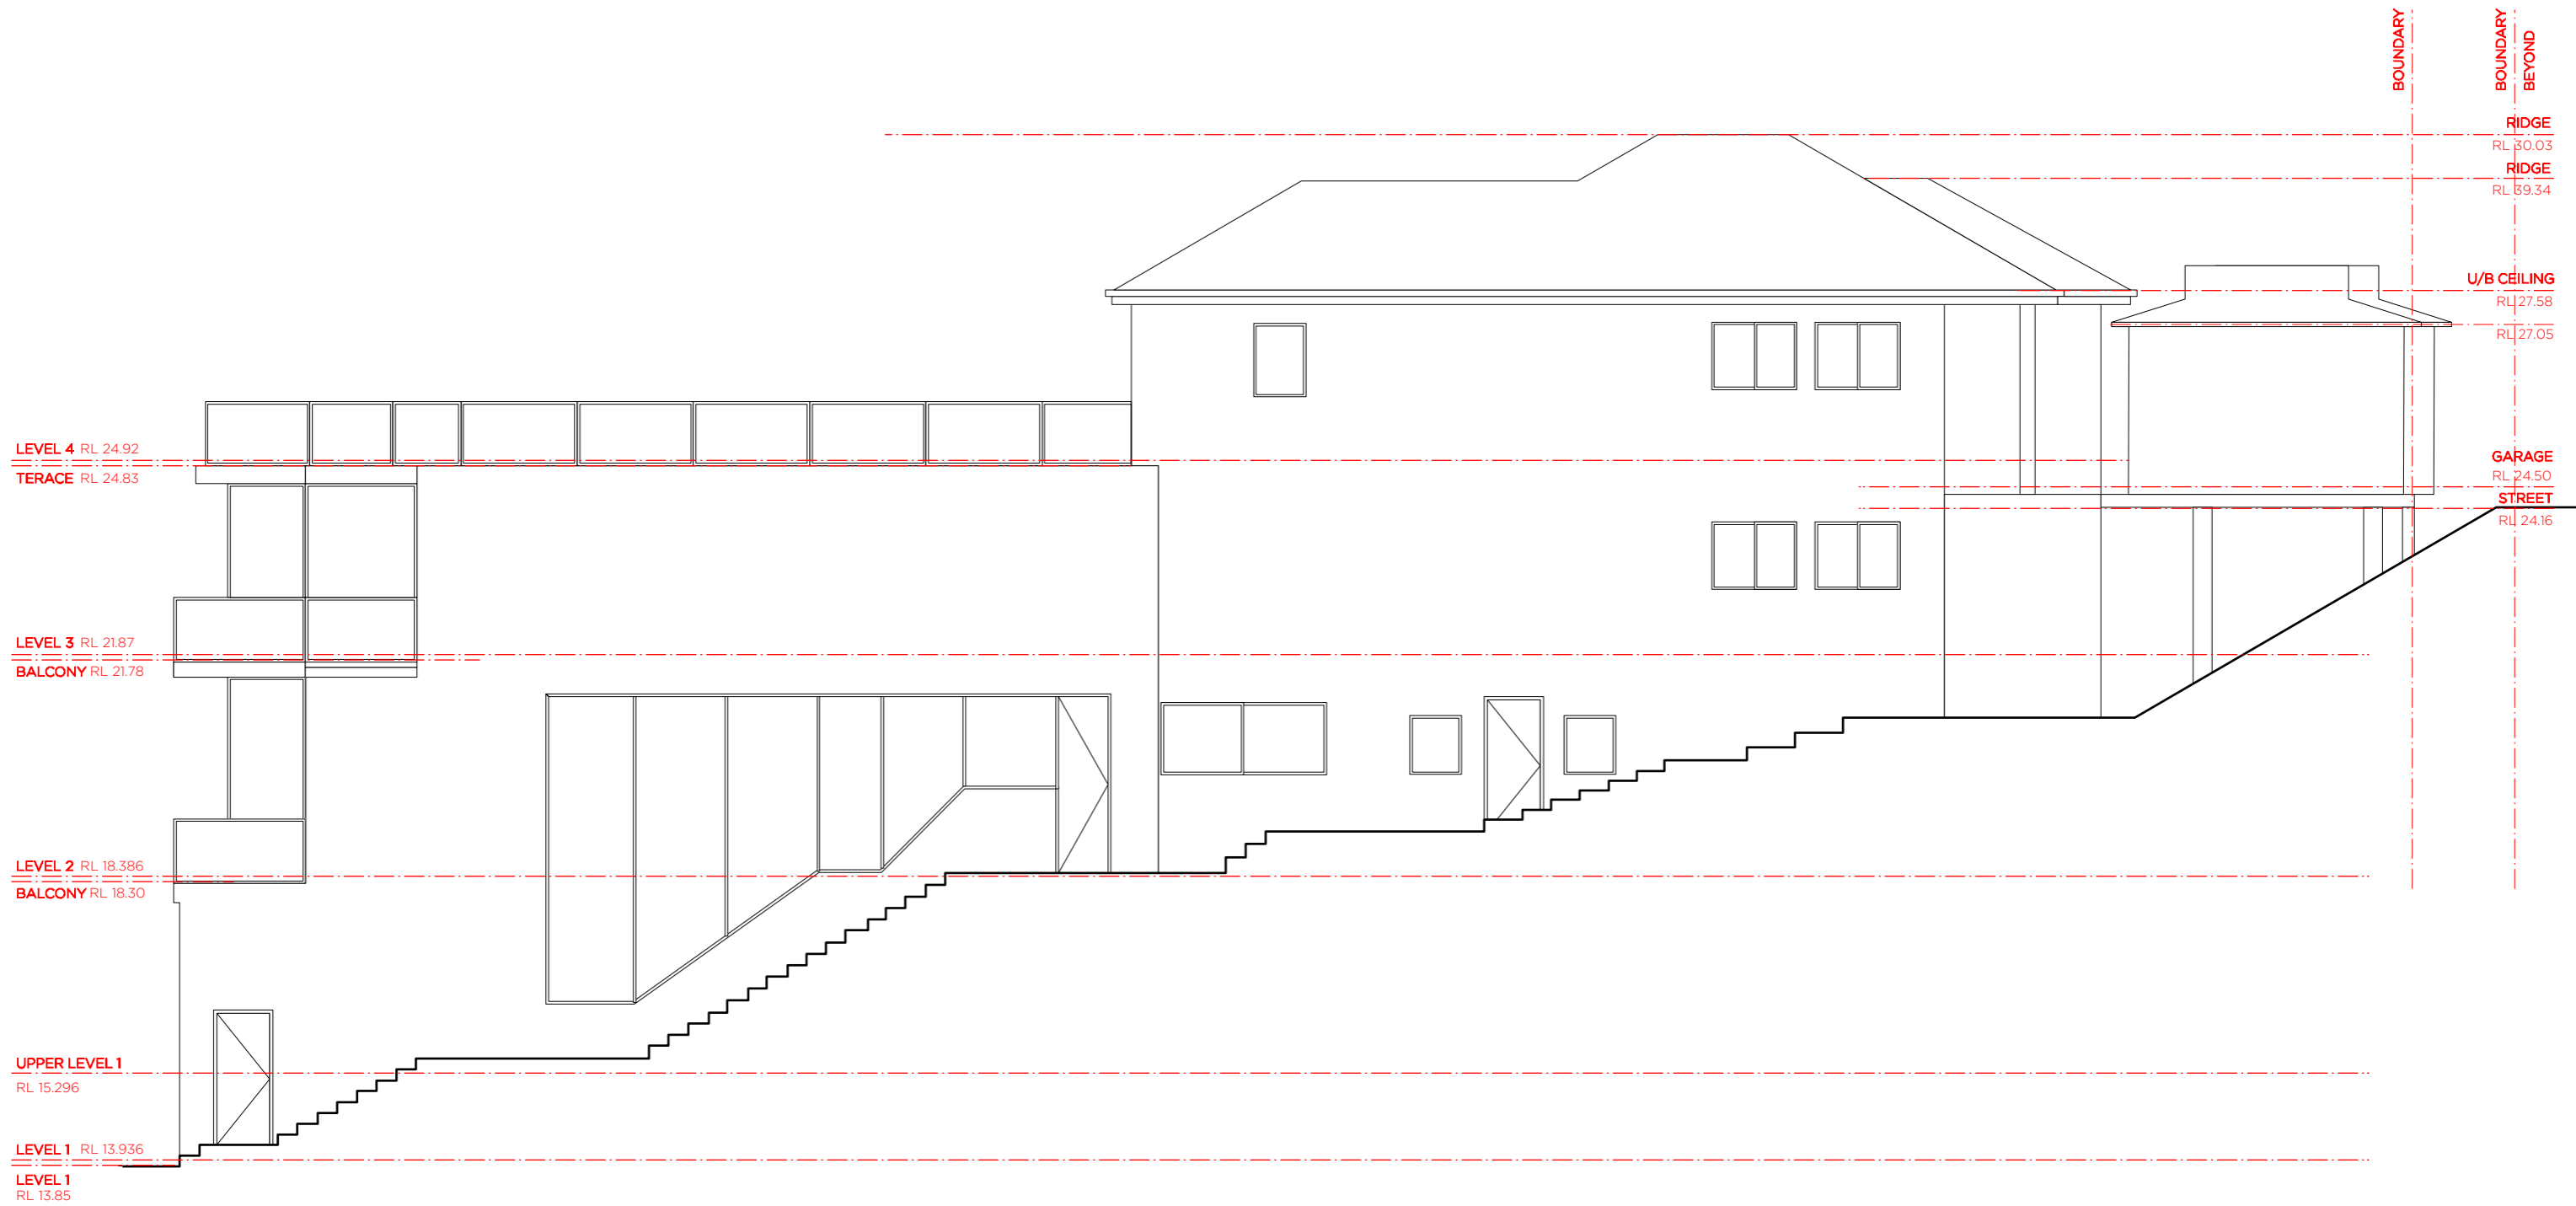 BOUNDARY
BOUNDARY
BEYOND
RIDGE
RL 30.03
RIDGE
RL 39.34
U/B CEILING
RL 27.58
RL 27.05
LEVEL 4 RL 24.92
TERACE RL 24.83
GARAGE
RL 24.50
STREET
RL 24.16
LEVEL 3 RL 21.87
BALCONY RL 21.78
LEVEL 2 RL 18.386
BALCONY RL 18.30
UPPER LEVEL 1
RL 15.296
LEVEL 1 RL 13.936
LEVEL 1
RL 13.85